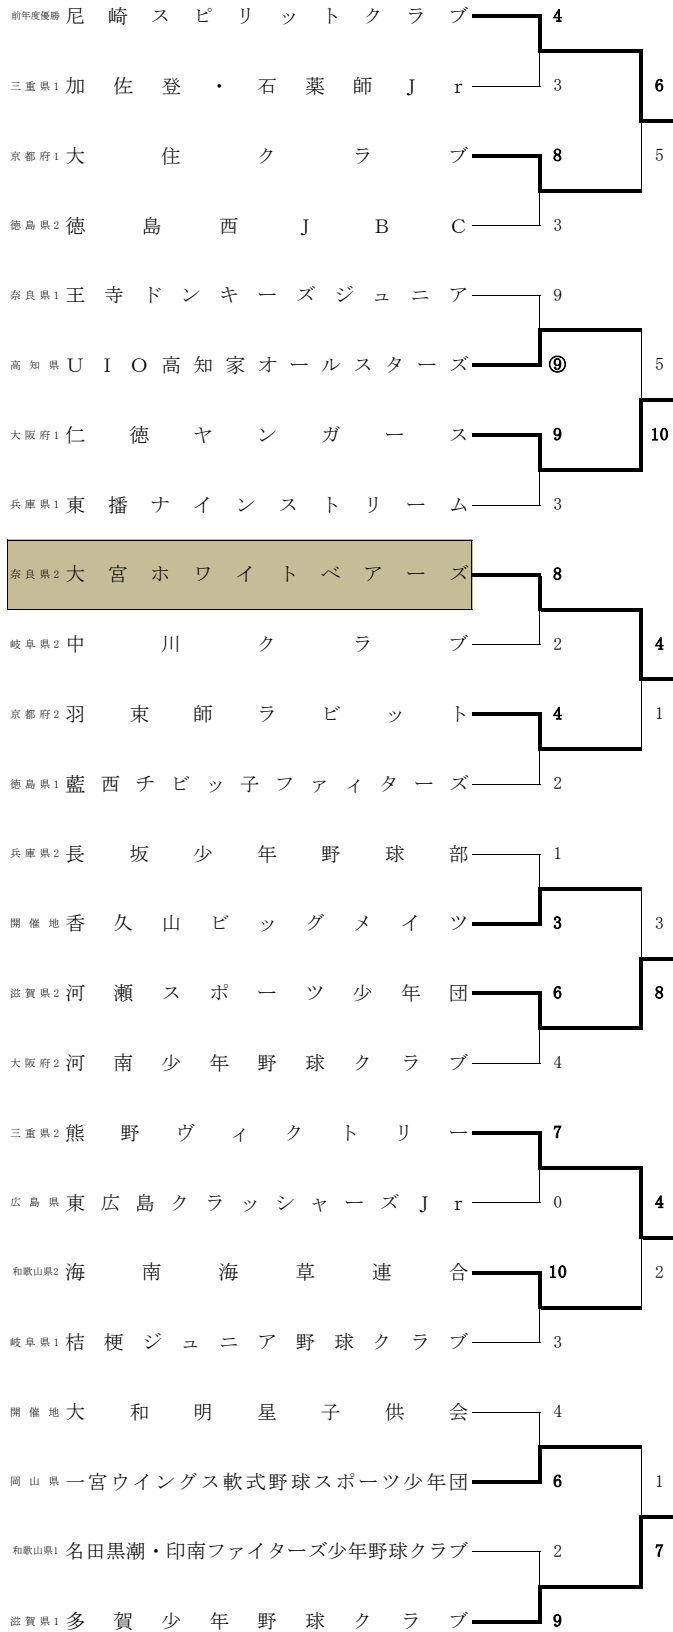 前年度優勝 尼崎スピリットクラブ 4
三重県1 加佐登・石薬師Jr 3 6
京都府1 大住クラブ 8 5
徳島県2 徳島西JBC 3
奈良県1 王寺ドンキーズジュニア 9
高知県 UIO高知家オールスターズ ⑨ 5
大阪府1 仁徳ヤンガース 9 10
兵庫県1 東播ナインストリーム 3
奈良県2 大宮ホワイトベアーズ 8
岐阜県2 中川クラブ 2 4
京都府2 羽束師ラビット 4 1
徳島県1 藍西チビッ子ファィターズ 2
兵庫県2 長坂少年野球部 1
開催地 香久山ビッグメイツ 3 3
滋賀県2 河瀬スポーツ少年団 6 8
大阪府2 河南少年野球クラブ 4
三重県2 熊野ヴィクトリー 7
広島県 東広島クラッシャーズJr 0 4
和歌山県2 海南海草連合 10 2
岐阜県1 桔梗ジュニア野球クラブ 3
開催地 大和明星子供会 4
岡山県 一宮ウイングス軟式野球スポーツ少年団 6 1
和歌山県1 名田黒潮・印南ファイターズ少年野球クラブ 2 7
滋賀県1 多賀少年野球クラブ 9